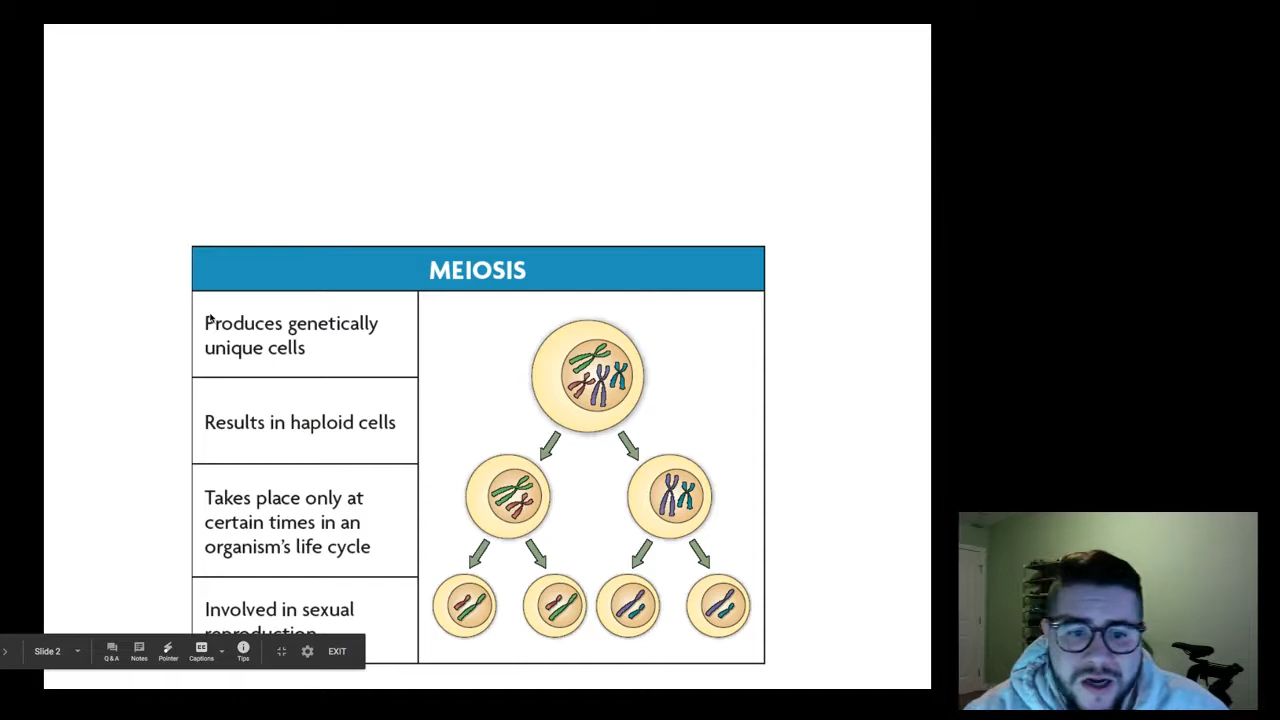 MEIOSIS
Produces genetically
unique cells
Results in haploid cells
Takes place only at
certain times in an
organism's life cycle
Involved in sexual
reproduction
Slide 2
Q & A
Notes
Pointer
Captions
Tips
EXIT